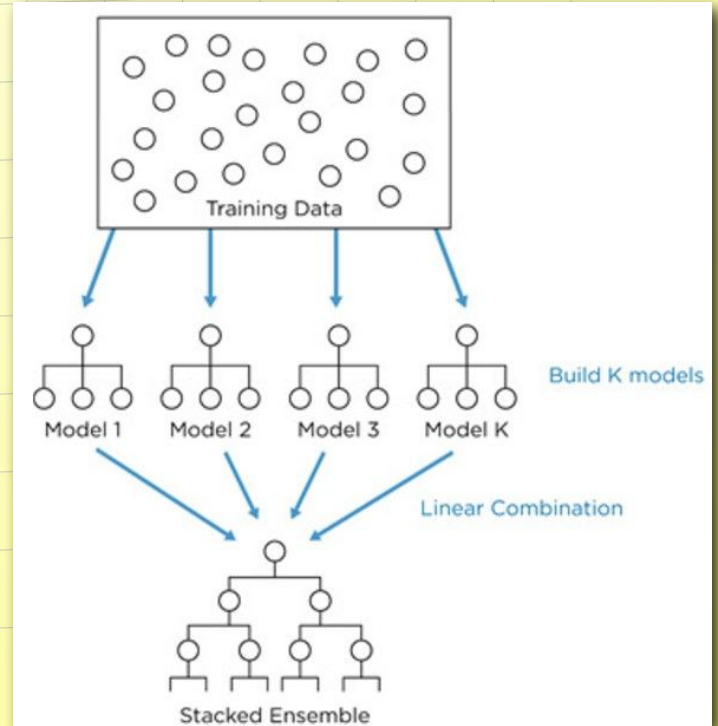 Training Data
Build K models
Model 1 Model 2 Model 3 Model K
Linear Combination
Stacked Ensemble